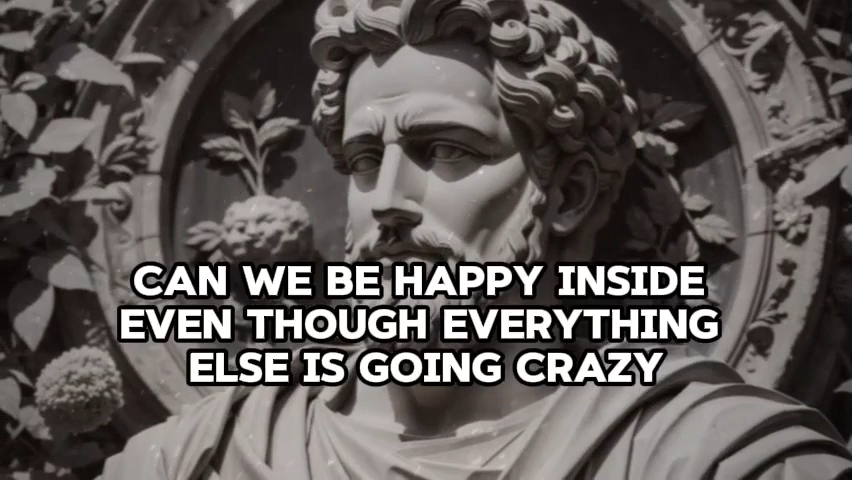 CAN WE BE HAPPY INSIDE
EVEN THOUGH EVERYTHING
ELSE IS GOING CRAZY